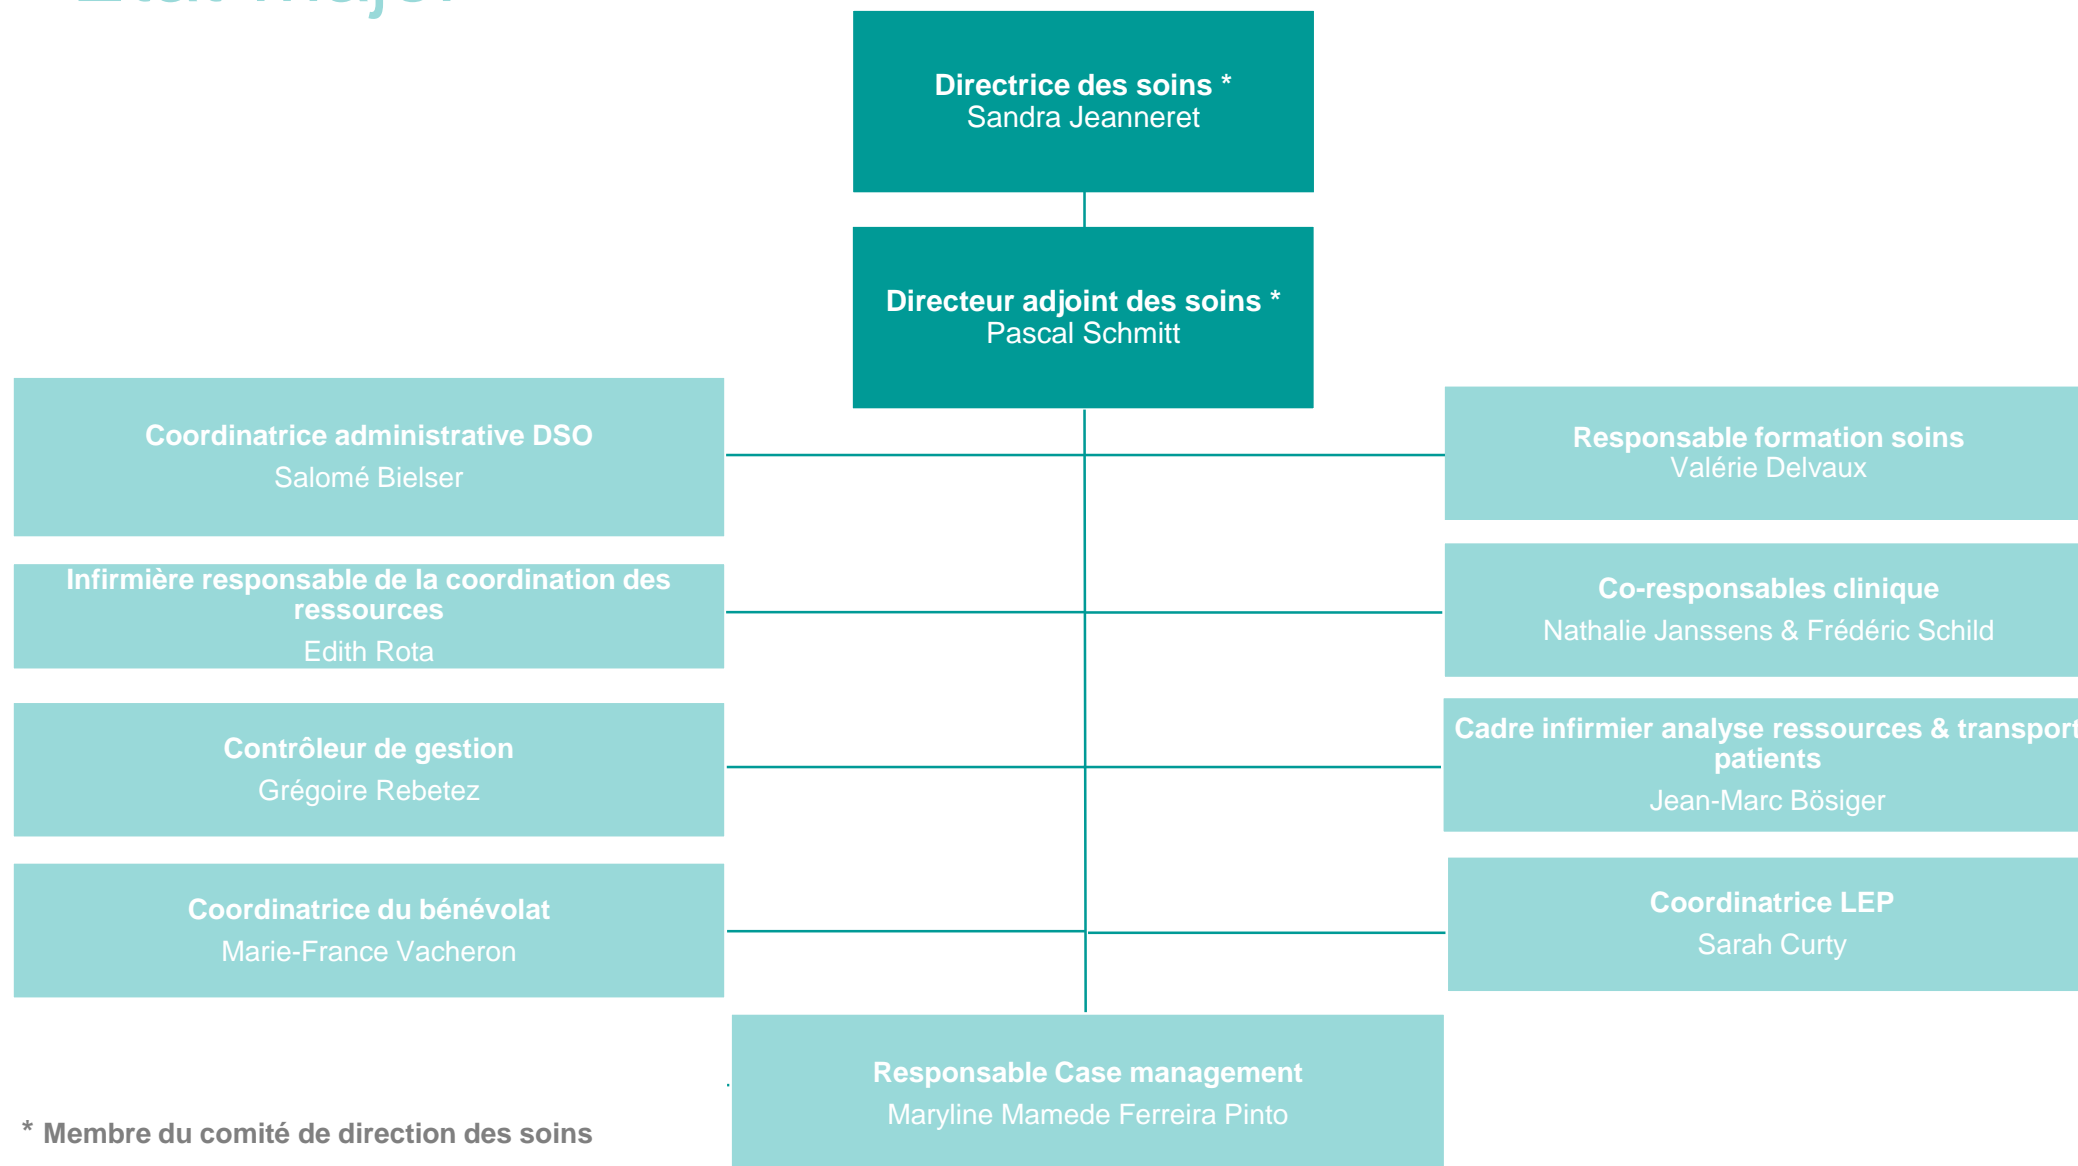 Directrice des soins *
Sandra Jeanneret
Directeur adjoint des soins *
Pascal Schmitt
Coordinatrice administrative DSO
Salomé Bielser
Responsable formation soins
Valérie Delvaux
Infirmière responsable de la coordination des
ressources
Edith Rota
Co-responsables clinique
Nathalie Janssens & Frédéric Schild
Contrôleur de gestion
Grégoire Rebetez
Cadre infirmier analyse ressources & transport
patients
Jean-Marc Bösiger
Coordinatrice du bénévolat
Marie-France Vacheron
Coordinatrice LEP
Sarah Curty
Responsable Case management
Maryline Mamede Ferreira Pinto
* Membre du comité de direction des soins